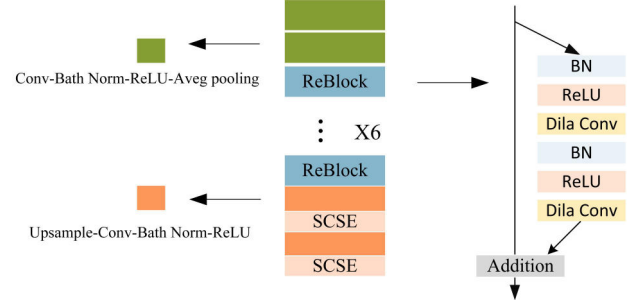 Conv-Bath Norm-ReLU-Aveg pooling
Upsample-Conv-Bath Norm-ReLU
ReBlock
X6
ReBlock
SCSE
SCSE
BN
ReLU
Dila Conv
BN
ReLU
Dila Conv
Addition